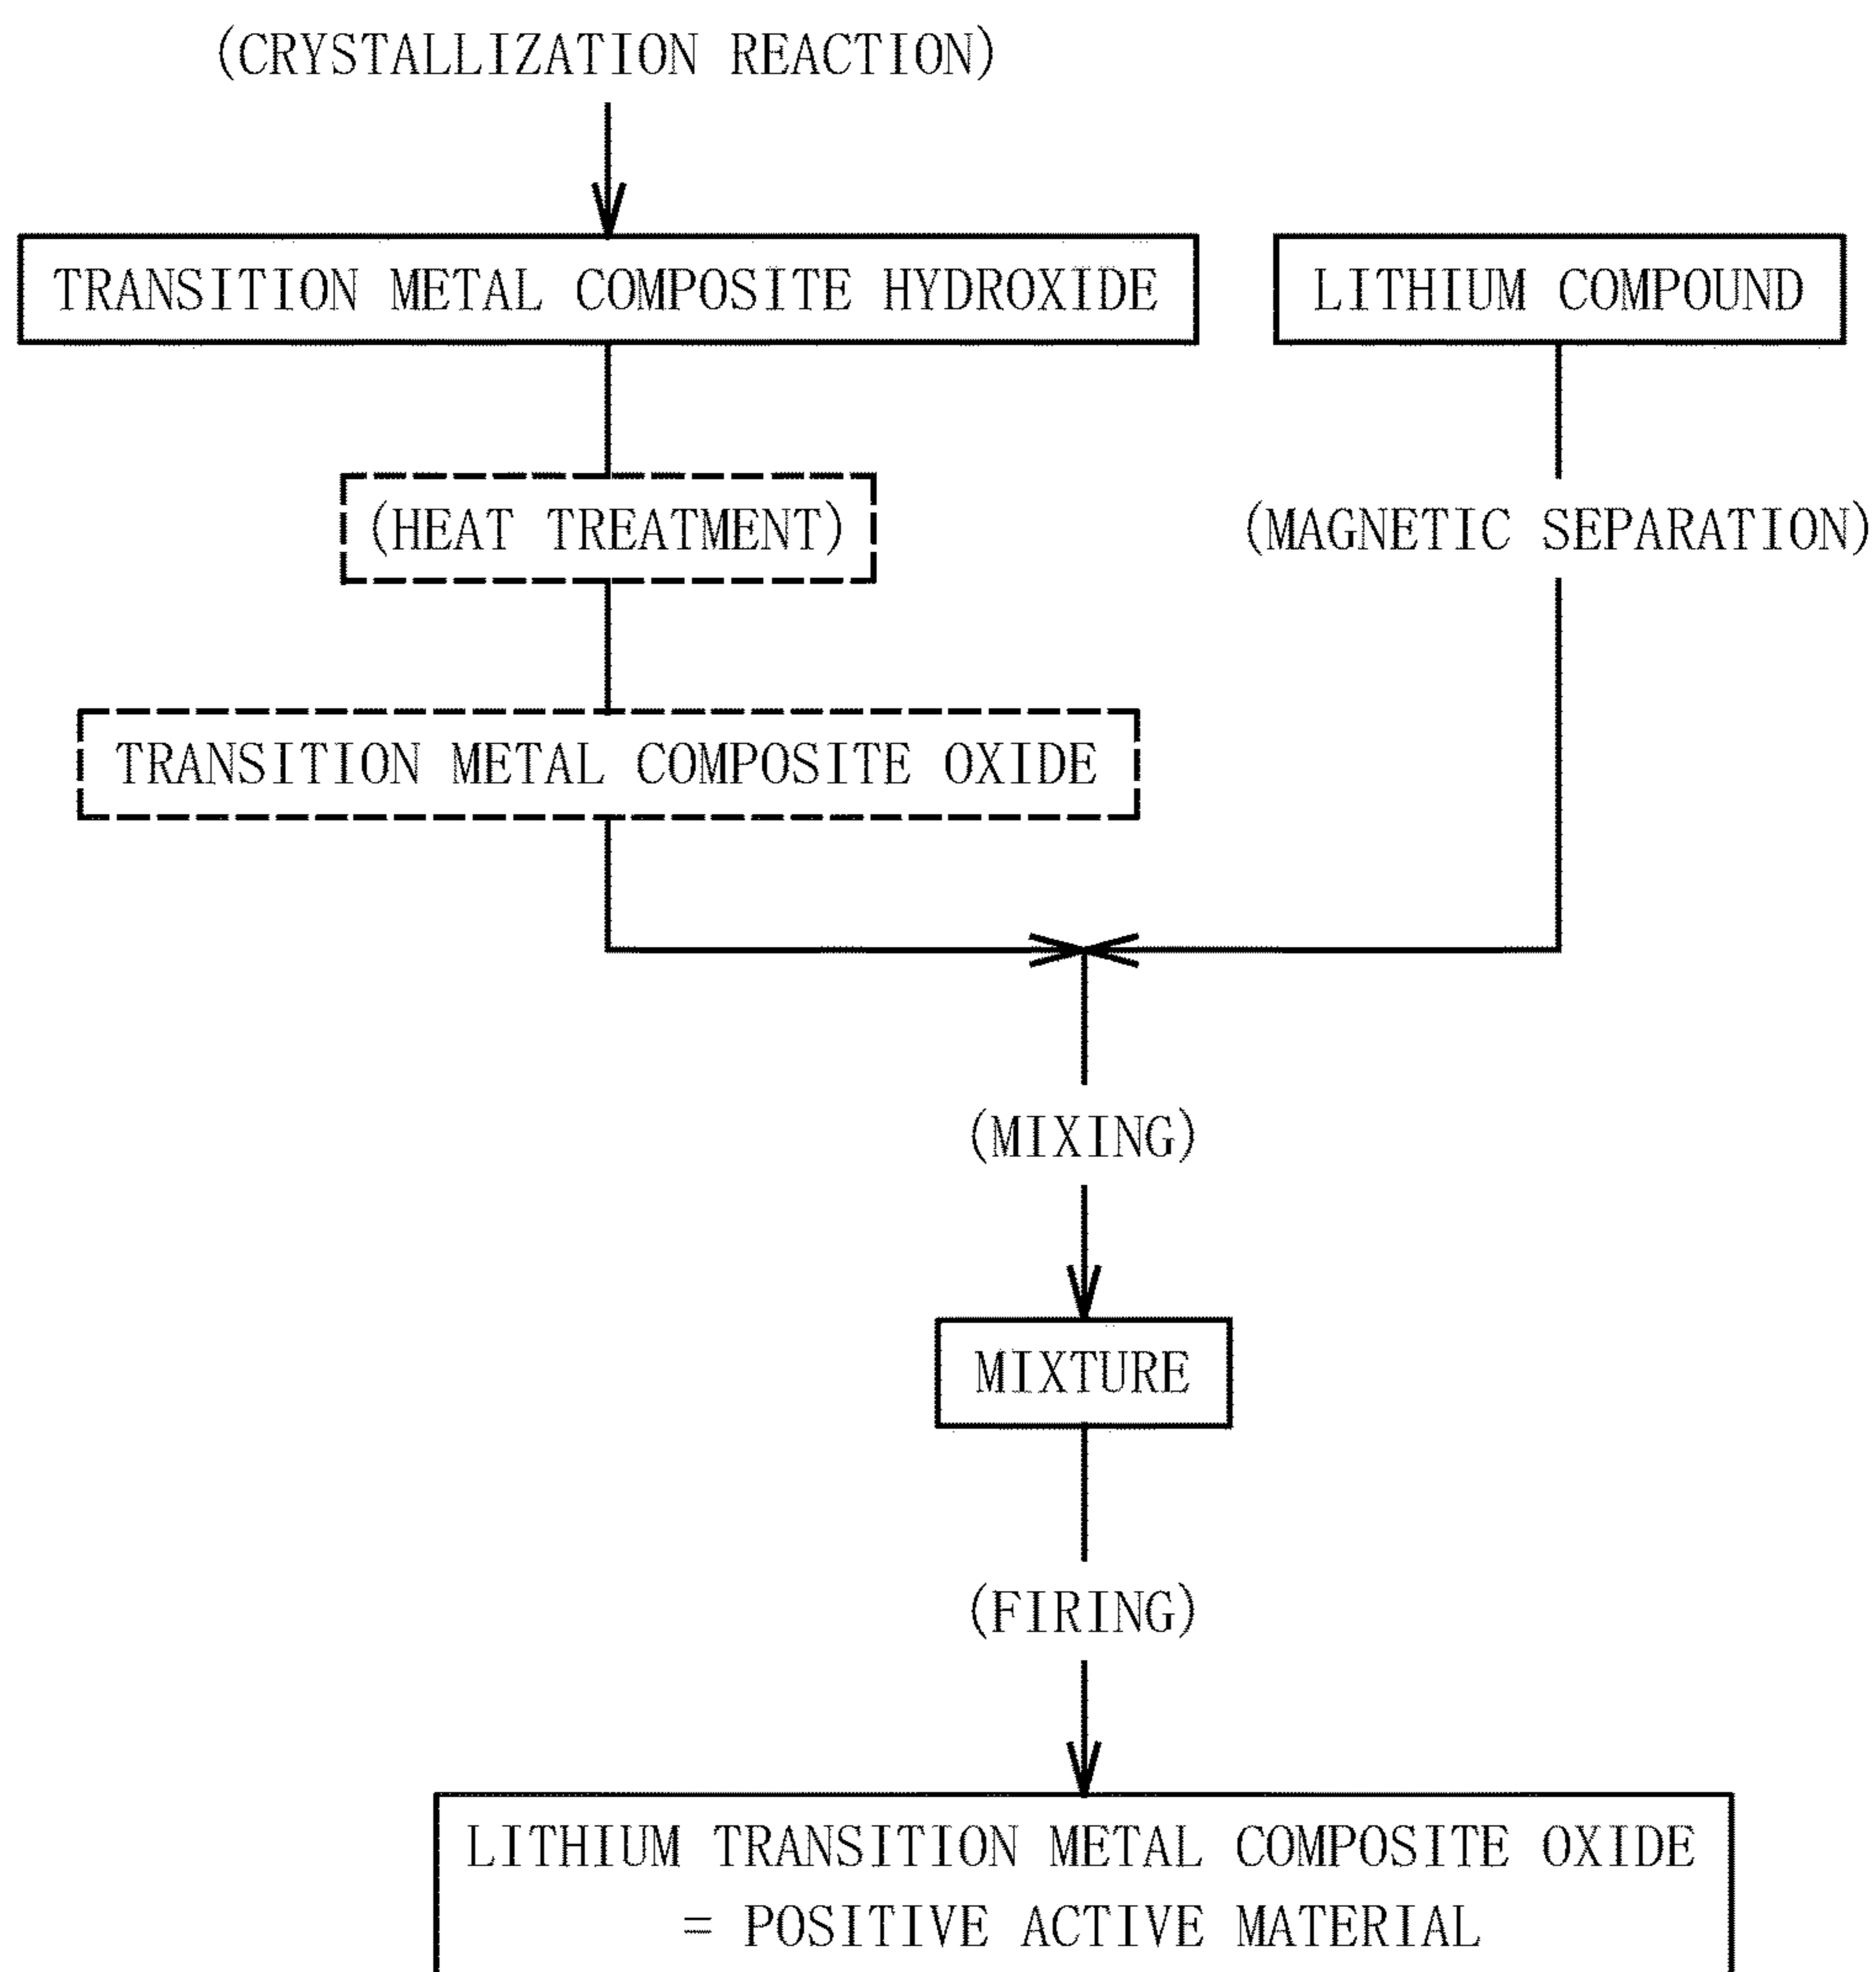 (CRYSTALLIZATION REACTION)
TRANSITION METAL COMPOSITE HYDROXIDE
LITHIUM COMPOUND
(HEAT TREATMENT)
(MAGNETIC SEPARATION)
TRANSITION METAL COMPOSITE OXIDE
(MIXING)
MIXTURE
(FIRING)
LITHIUM TRANSITION METAL COMPOSITE OXIDE
= POSITIVE ACTIVE MATERIAL